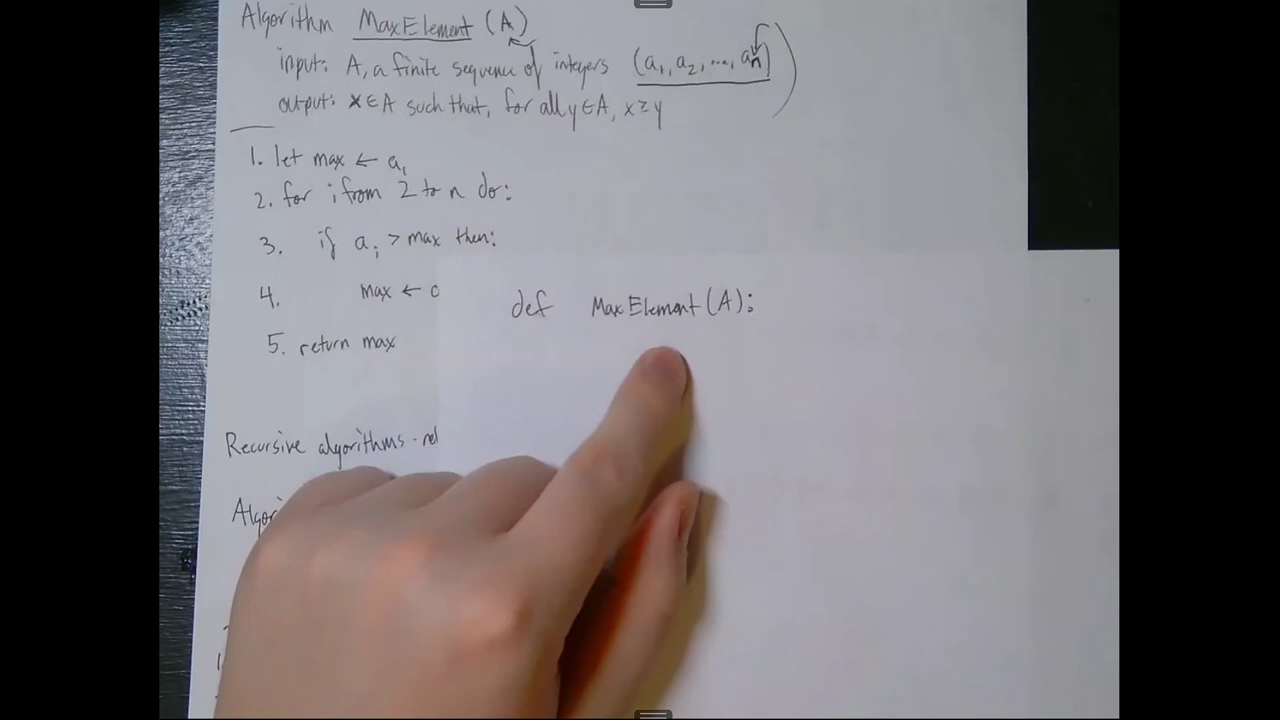 Algorithm MaxElement (A)
input: A, a finite sequence of integers (a₁, a₂, ..., aₙ)
output: x ∈ A such that, for all y ∈ A, x ≥ y
1. let max ← a₁
2. for i from 2 to n do:
3. if aᵢ > max then:
4. max ←
def MaxElement(A):
5. return max
Recursive algorithms -